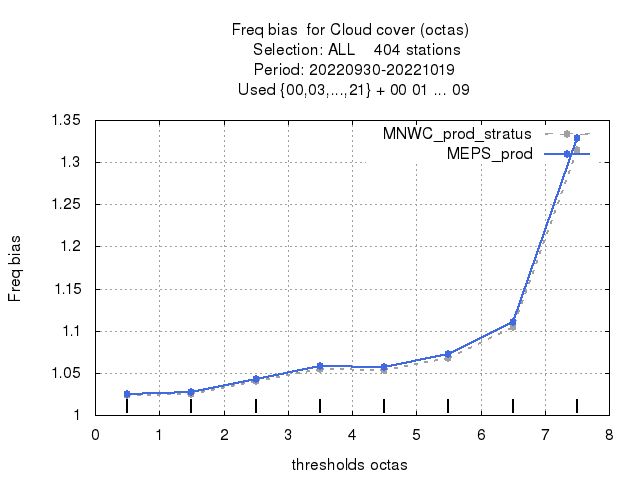 Freq bias  for Cloud cover (octas)
Selection: ALL    404 stations
Period: 20220930-20221019
Used {00,03,...,21} + 00 01 ... 09
MNWC_prod_stratus
MEPS_prod
1.35
1.3
1.25
1.2
1.15
1.1
1.05
1
Freq bias
0 1 2 3 4 5 6 7 8
thresholds octas